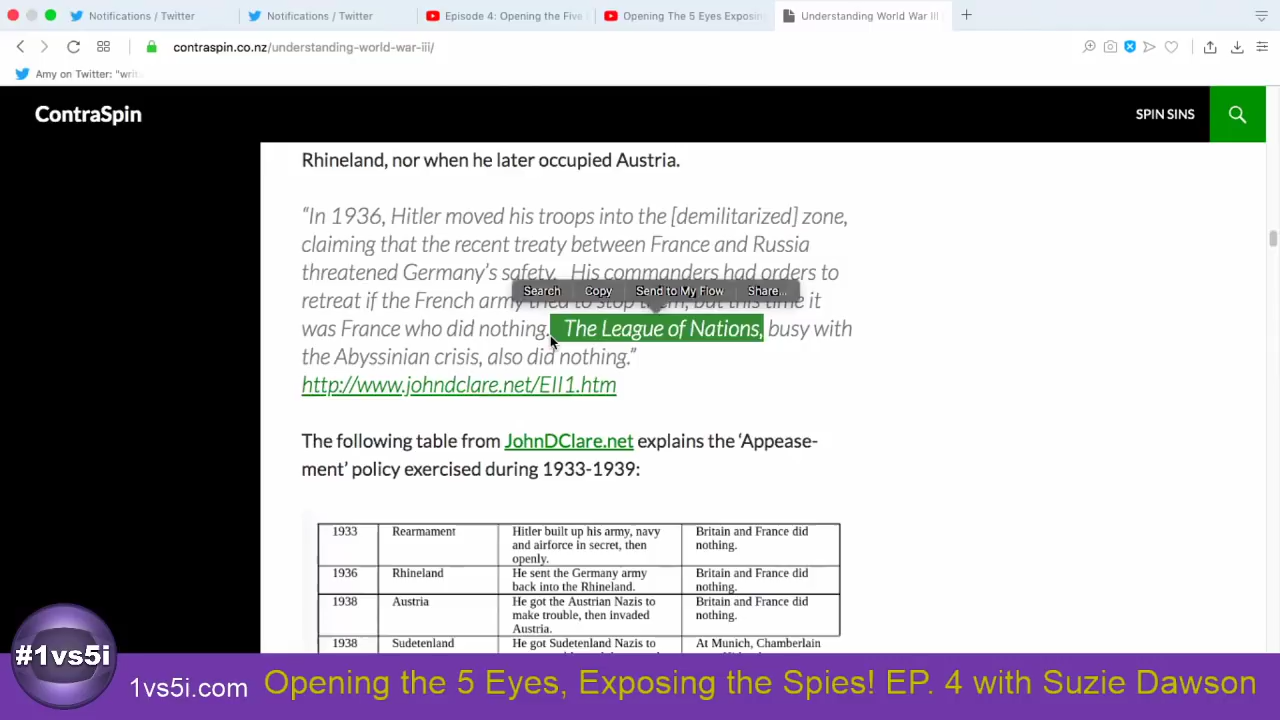 Notifications / Twitter
Notifications / Twitter
Episode 4: Opening the Five
Opening The 5 Eyes Exposing
Understanding World War III
contraspin.co.nz/understanding-world-war-iii/
Amy on Twitter: "writ
ContraSpin
SPIN SINS
Rhineland, nor when he later occupied Austria.
“In 1936, Hitler moved his troops into the [demilitarized] zone,
claiming that the recent treaty between France and Russia
threatened Germany’s safety. His commanders had orders to
Search Copy Send to My Flow Share...
retreat if the French army tried to stop them, but this time it
was France who did nothing. The League of Nations, busy with
the Abyssinian crisis, also did nothing.”
http://www.johndclare.net/EII1.htm
The following table from JohnDClare.net explains the ‘Appease-
ment’ policy exercised during 1933-1939:
1933 Rearmament Hitler built up his army, navy Britain and France did
and airforce in secret, then nothing.
openly.
1936 Rhineland He sent the Germany army Britain and France did
back into the Rhineland. nothing.
1938 Austria He got the Austrian Nazis to Britain and France did
make trouble, then invaded nothing.
Austria.
1938 Sudetenland He got Sudetenland Nazis to At Munich, Chamberlain
#1vs5i
1vs5i.com Opening the 5 Eyes, Exposing the Spies! EP. 4 with Suzie Dawson